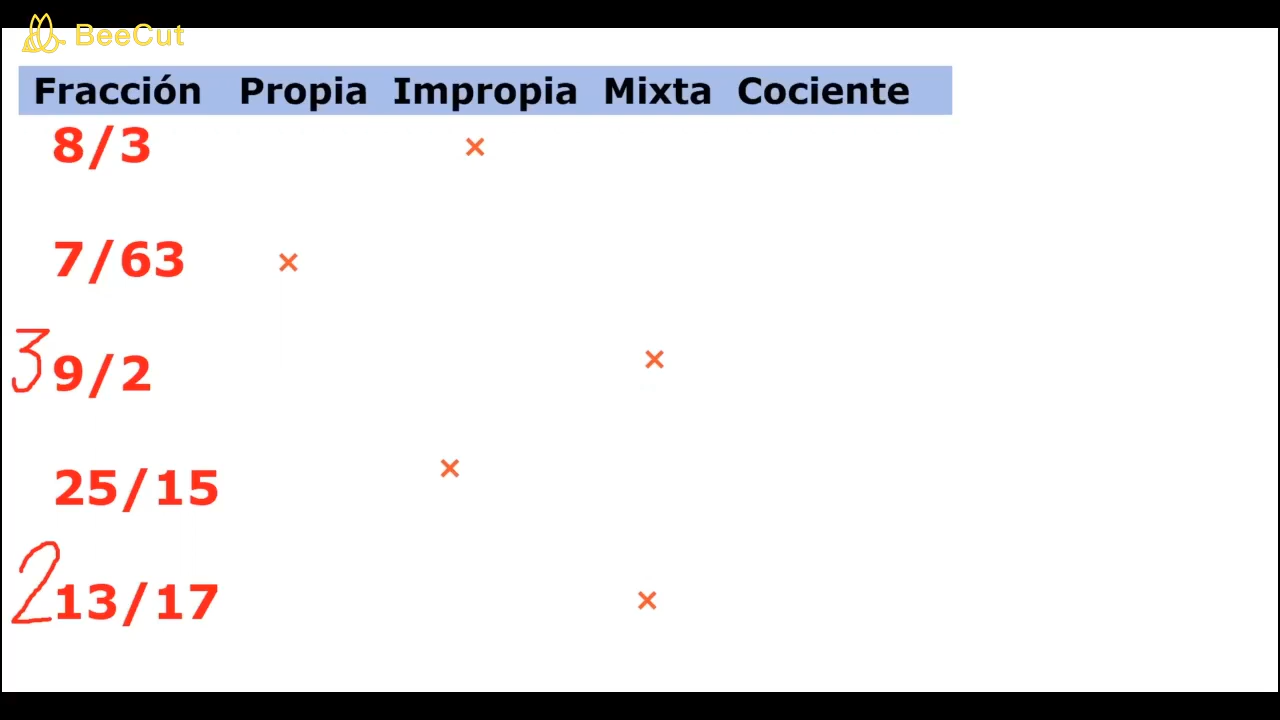 BeeCut
Fracción Propia Impropia Mixta Cociente
8/3 ×
7/63 ×
3 9/2 ×
25/15 ×
2 13/17 ×